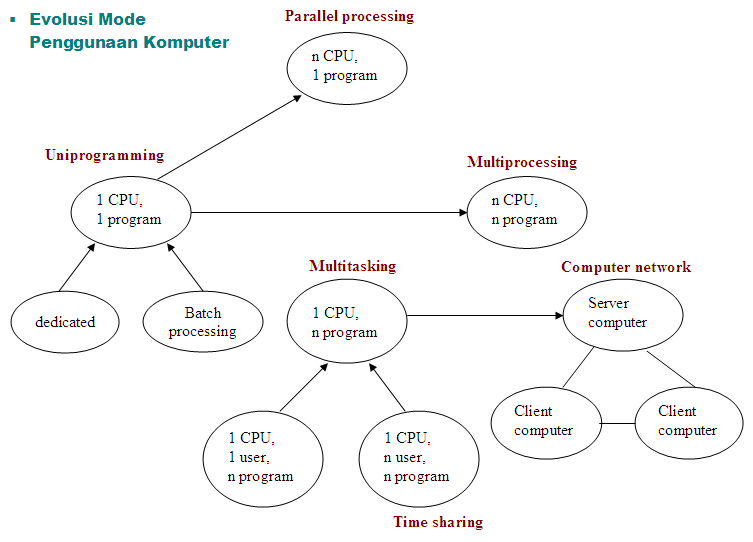 ▪ Evolusi Mode
Penggunaan Komputer
Parallel processing
n CPU,
1 program
Uniprogramming
1 CPU,
1 program
Multiprocessing
n CPU,
n program
dedicated
Batch
processing
Multitasking
1 CPU,
n program
Computer network
Server
computer
Client
computer
Client
computer
1 CPU,
1 user,
n program
1 CPU,
n user,
n program
Time sharing